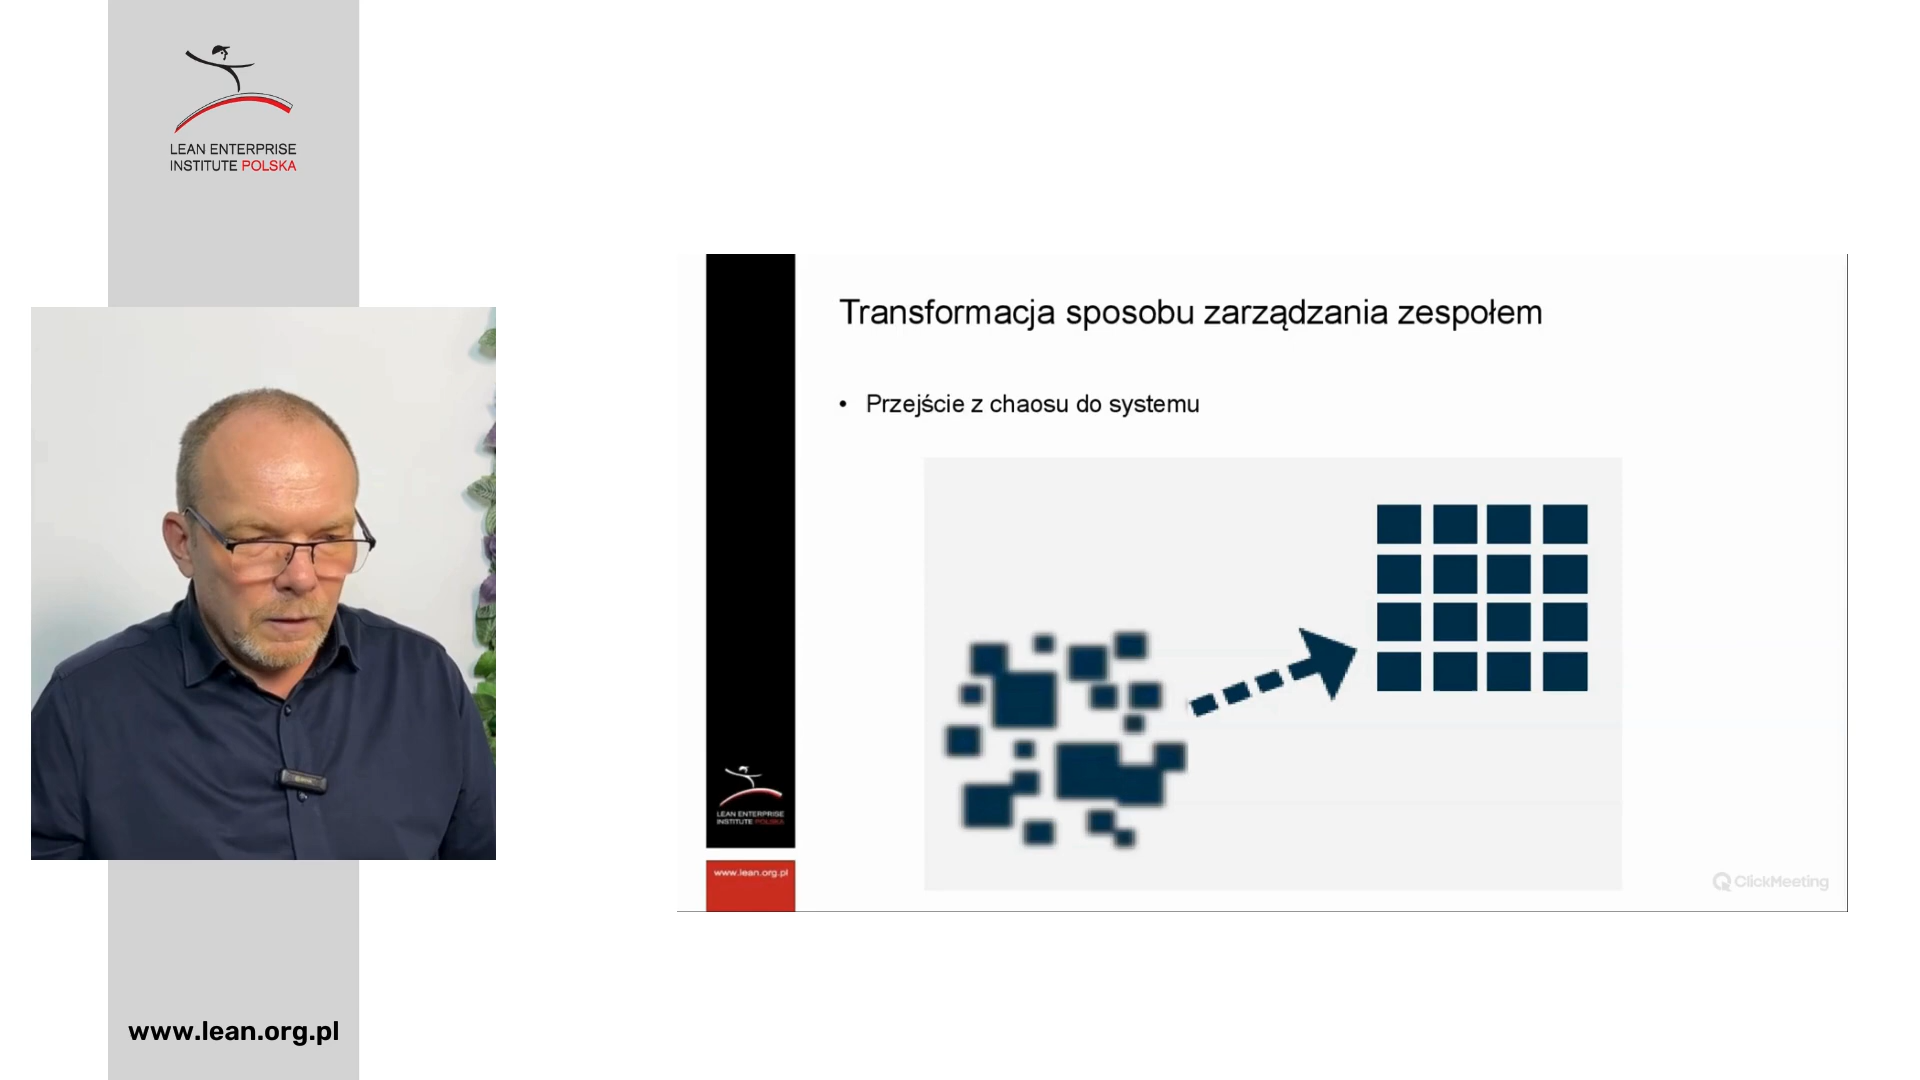 LEAN ENTERPRISE
INSTITUTE POLSKA
www.lean.org.pl
Transformacja sposobu zarządzania zespołem
• Przejście z chaosu do systemu
LEAN ENTERPRISE
INSTITUTE POLSKA
www.lean.org.pl
ClickMeeting